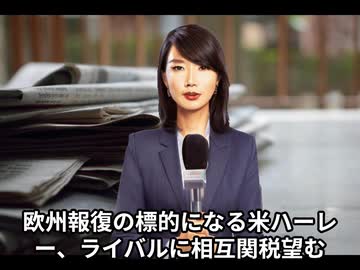 欧州報復の標的になる米ハーレ
ー、ライバルに相互関税望む